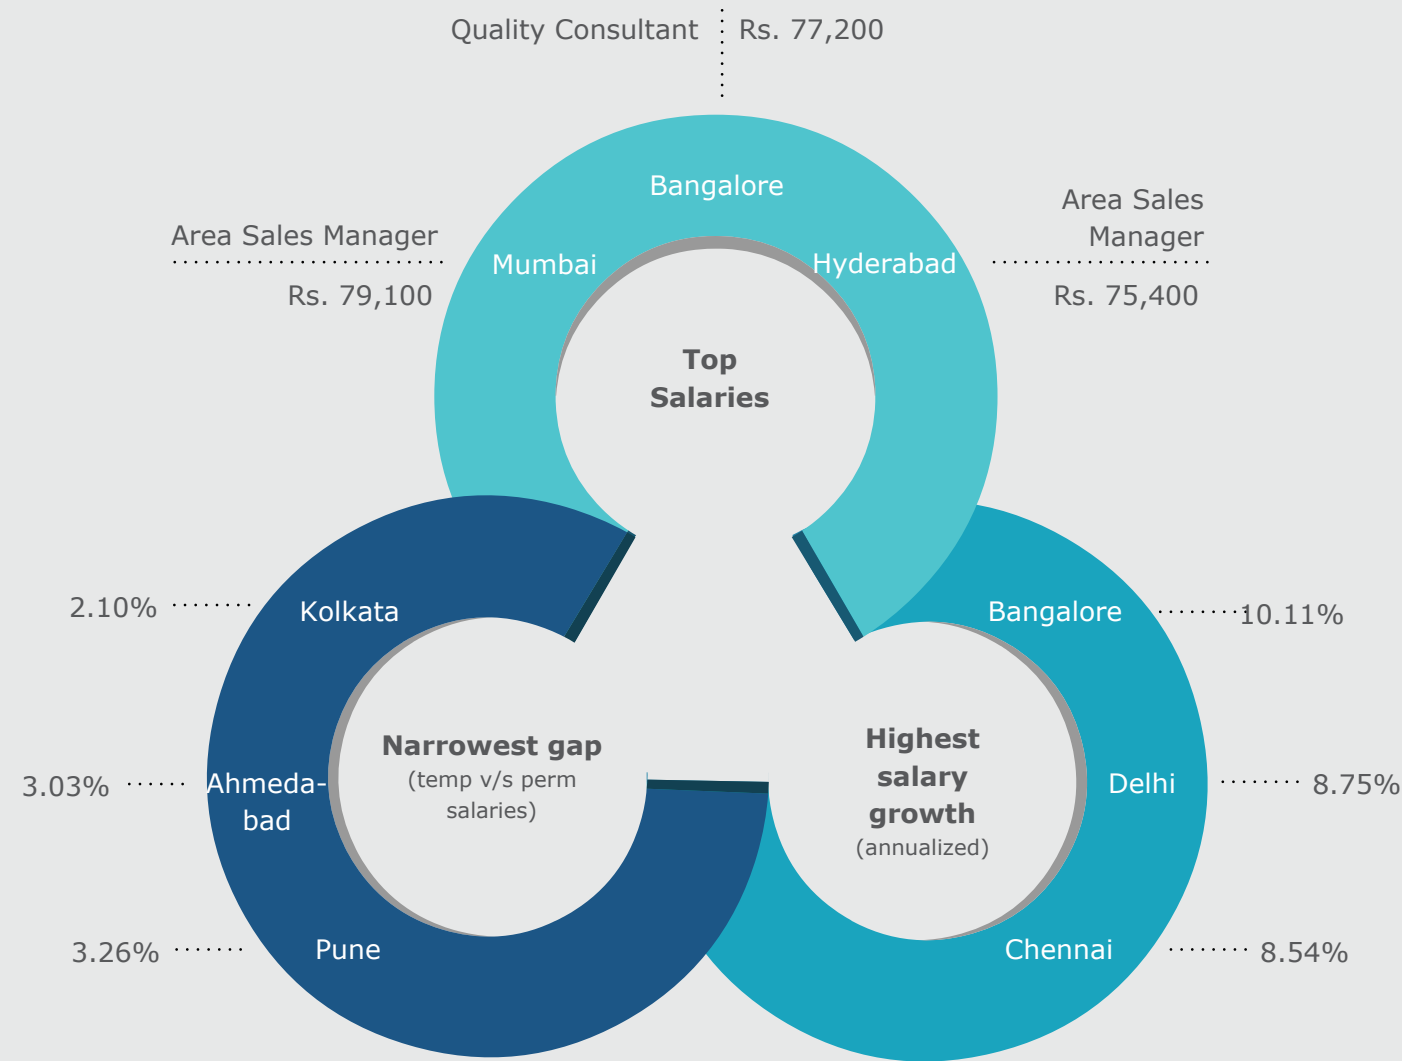 Quality Consultant
Rs. 77,200
Bangalore
Area Sales Manager
Rs. 79,100
Mumbai
Hyderabad
Area Sales
Manager
Rs. 75,400
Top
Salaries
2.10%
Kolkata
3.03%
Ahmeda-
bad
3.26%
Pune
Narrowest gap
(temp v/s perm
salaries)
Bangalore
10.11%
Delhi
8.75%
Chennai
8.54%
Highest
salary
growth
(annualized)